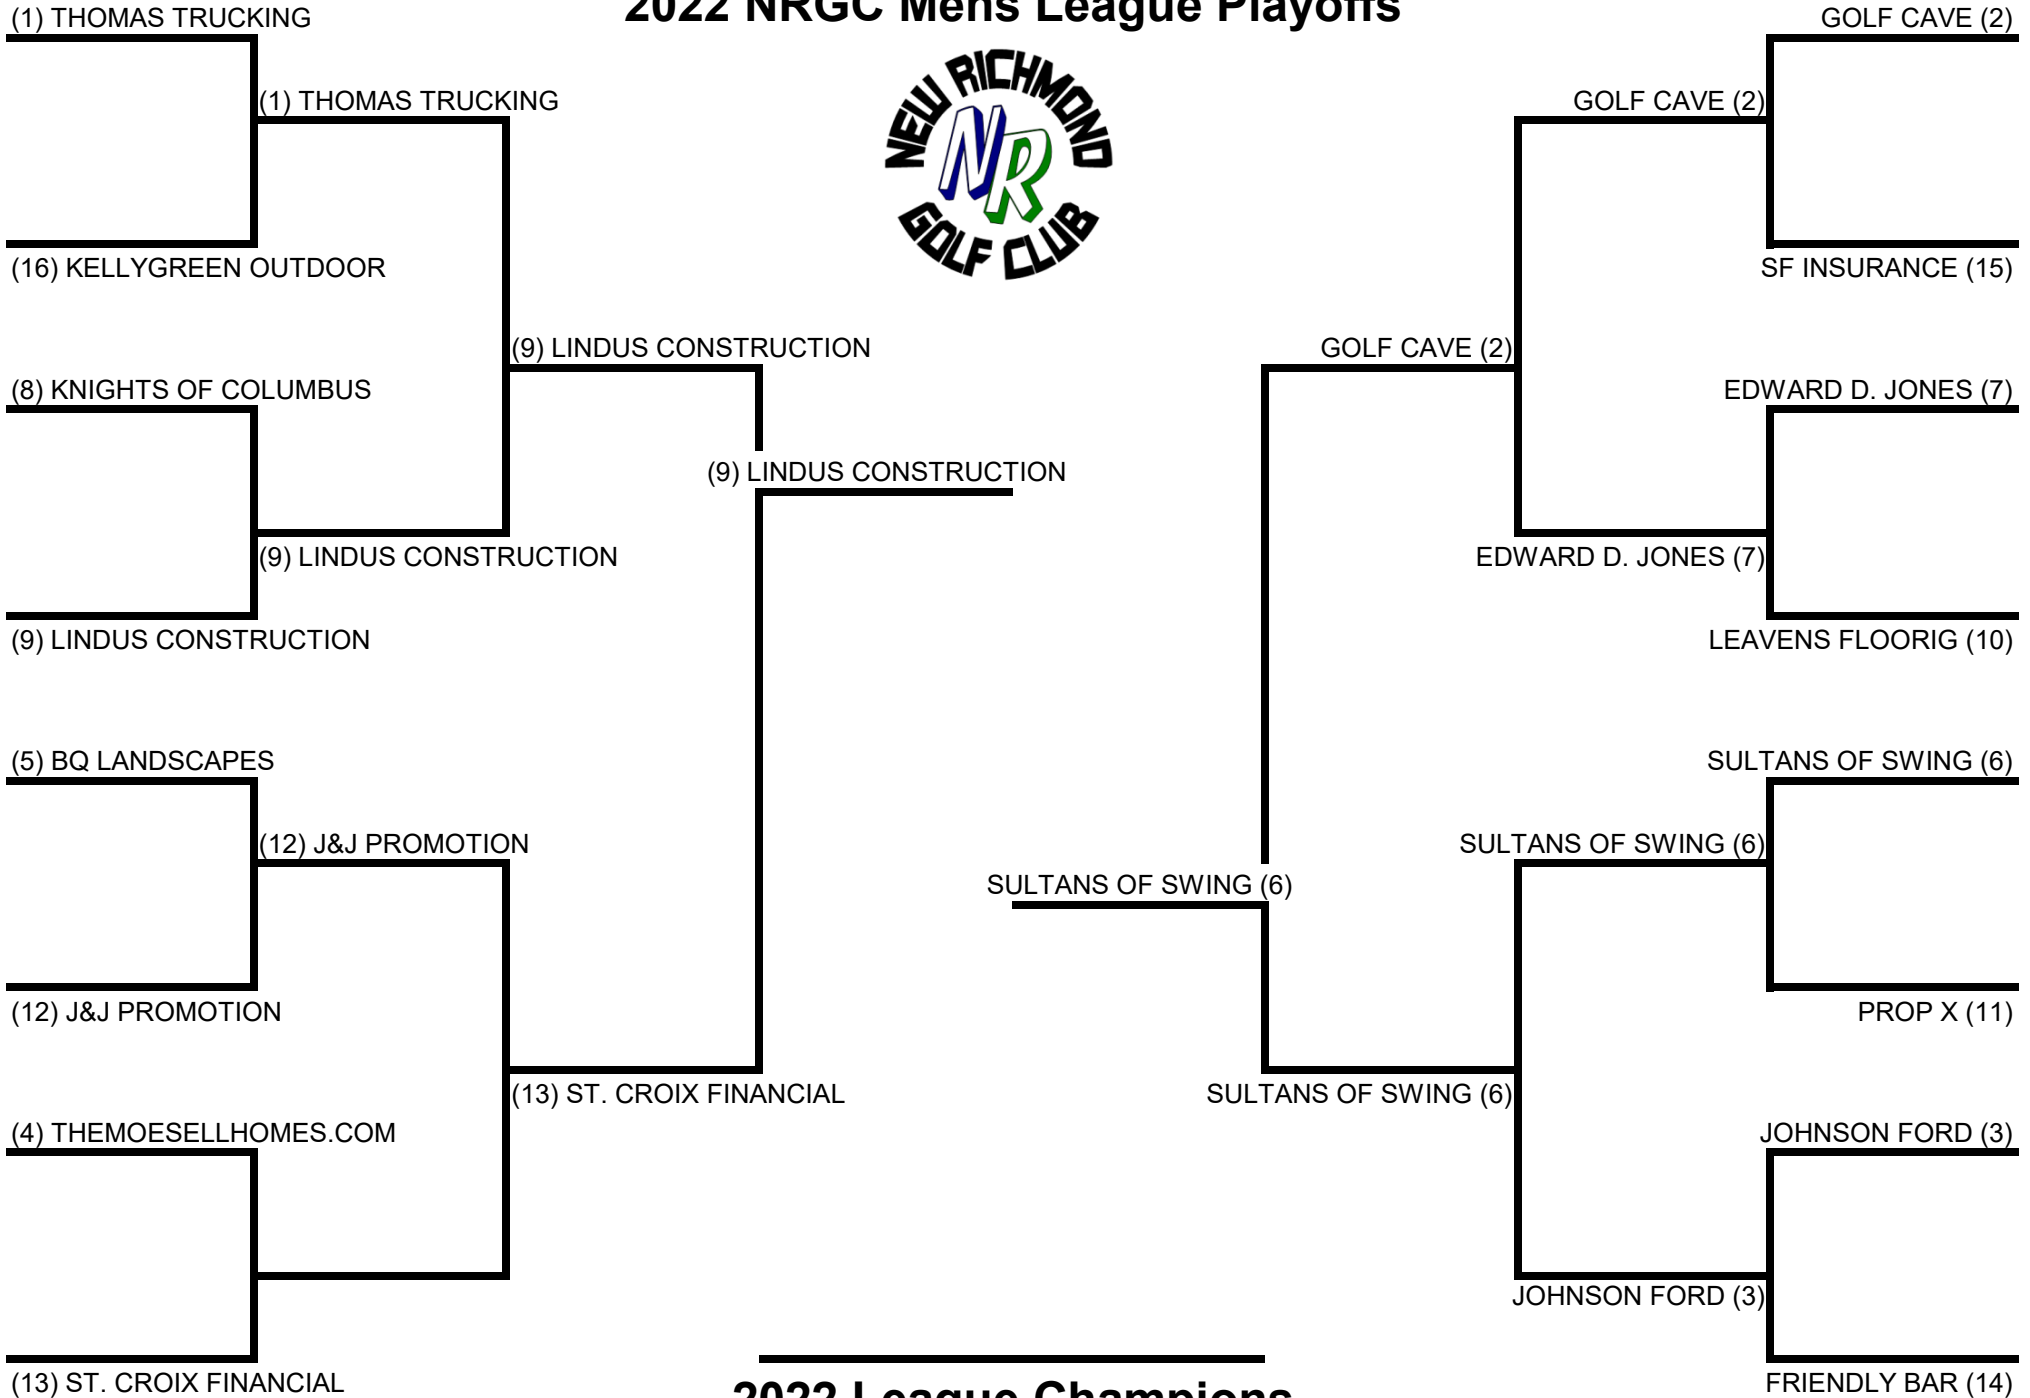 2022 NRGC Mens League Playoffs
NEW RICHMOND
NR
GOLF CLUB
(1) THOMAS TRUCKING
(1) THOMAS TRUCKING
(16) KELLYGREEN OUTDOOR
(9) LINDUS CONSTRUCTION
(8) KNIGHTS OF COLUMBUS
(9) LINDUS CONSTRUCTION
(9) LINDUS CONSTRUCTION
(9) LINDUS CONSTRUCTION
(5) BQ LANDSCAPES
(12) J&J PROMOTION
(12) J&J PROMOTION
(13) ST. CROIX FINANCIAL
(4) THEMOESELLHOMES.COM
(13) ST. CROIX FINANCIAL
GOLF CAVE (2)
GOLF CAVE (2)
SF INSURANCE (15)
GOLF CAVE (2)
EDWARD D. JONES (7)
EDWARD D. JONES (7)
LEAVENS FLOORIG (10)
SULTANS OF SWING (6)
SULTANS OF SWING (6)
SULTANS OF SWING (6)
PROP X (11)
SULTANS OF SWING (6)
JOHNSON FORD (3)
JOHNSON FORD (3)
FRIENDLY BAR (14)
2022 League Champions